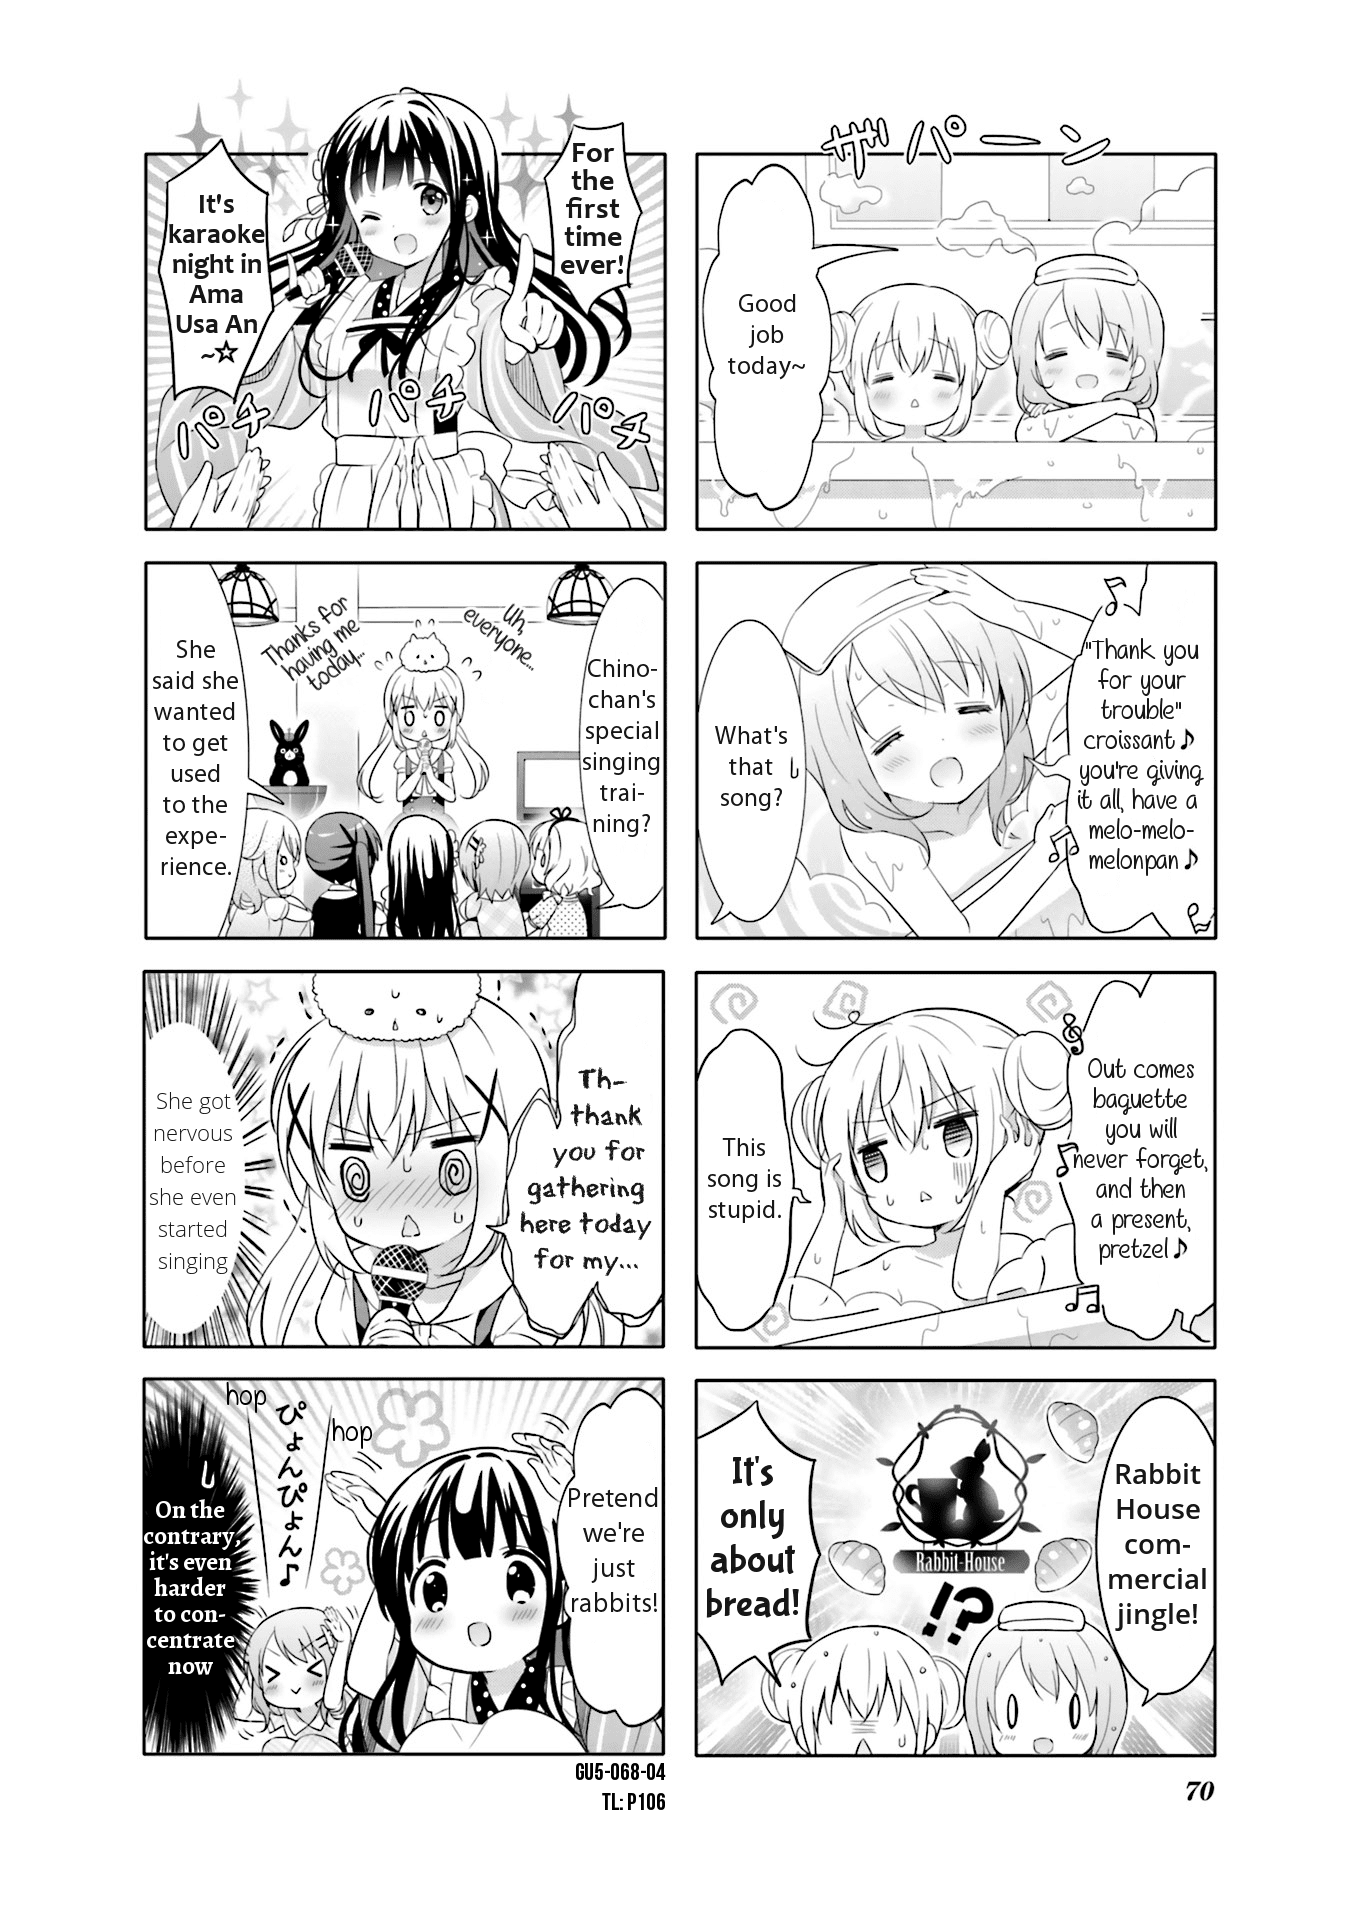 ザパーン
Good
job
today~
"Thank you
for your
trouble"
croissant♪
you're giving
it all, have a
melo-melo-
melonpan♪
What's
that
song?
Out comes
baguette
you will
never forget,
and then
a present,
pretzel♪
This
song is
stupid.
Rabbit
House
com-
mercial
jingle!
Rabbit-House
!?
It's
only
about
bread!
For
the
first
time
ever!
It's
karaoke
night in
Ama
Usa An
~☆
パチ
パチ
パチ
Chino-
chan's
special
singing
trai-
ning?
Uh,
everyone...
Thanks for
having me
today...
She
said she
wanted
to get
used
to the
expe-
rience.
Th-
thank
you for
gathering
here today
for my...
She got
nervous
before
she even
started
singing
Pretend
we're
just
rabbits!
hop
ぴょんぴょん♪
hop
On the
contrary,
it's even
harder
to con-
centrate
now
GU5-068-04
TL: P106
70